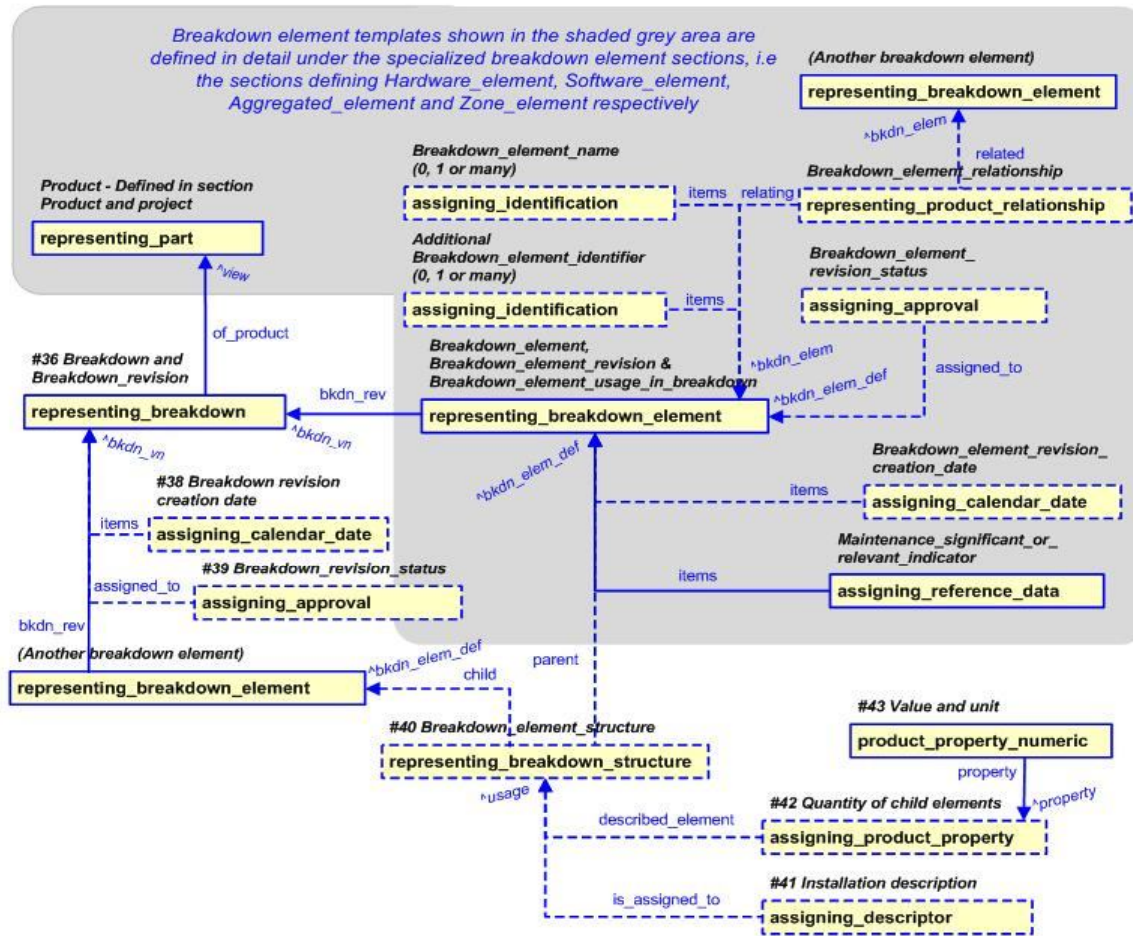 Breakdown element templates shown in the shaded grey area are
defined in detail under the specialized breakdown element sections, i.e
the sections defining Hardware_element, Software_element,
Aggregated_element and Zone_element respectively
(Another breakdown element)
representing_breakdown_element
^bkdn_elem
related
Breakdown_element_name
(0, 1 or many)
assigning_identification
items
relating
Breakdown_element_relationship
representing_product_relationship
Product - Defined in section
Product and project
representing_part
^view
of_product
Additional
Breakdown_element_identifier
(0, 1 or many)
assigning_identification
items
Breakdown_element_
revision_status
assigning_approval
assigned_to
#36 Breakdown and
Breakdown_revision
representing_breakdown
^bkdn_vn
bkdn_rev
^bkdn_vn
Breakdown_element,
Breakdown_element_revision &
Breakdown_element_usage_in_breakdown
representing_breakdown_element
^bkdn_elem
^bkdn_elem_def
^bkdn_elem_def
Breakdown_element_revision_
creation_date
items
assigning_calendar_date
#38 Breakdown revision
creation date
items
assigning_calendar_date
Maintenance_significant_or_
relevant_indicator
items
assigning_reference_data
#39 Breakdown_revision_status
assigned_to
assigning_approval
bkdn_rev
(Another breakdown element)
representing_breakdown_element
^bkdn_elem_def
child
parent
#40 Breakdown_element_structure
representing_breakdown_structure
^usage
#43 Value and unit
product_property_numeric
property
^property
#42 Quantity of child elements
described_element
assigning_product_property
#41 Installation description
is_assigned_to
assigning_descriptor